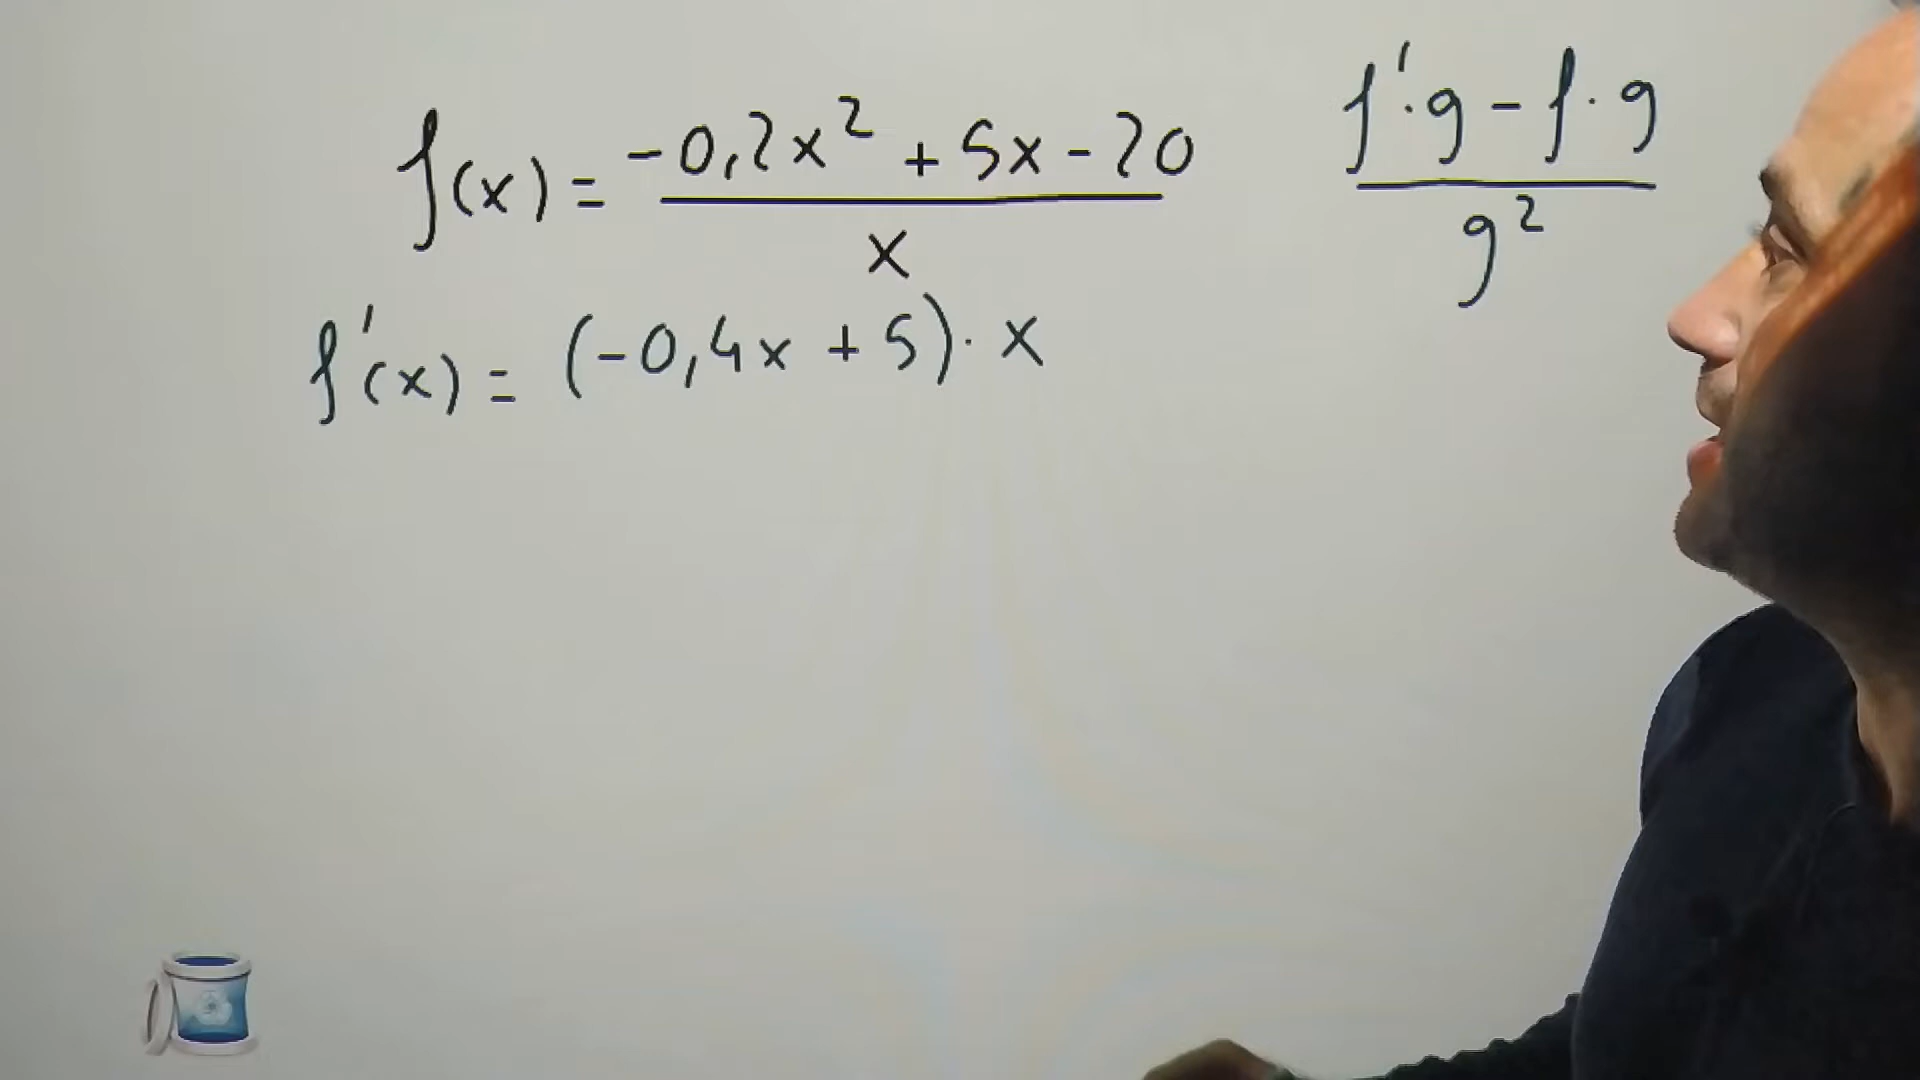 f(x) = (-0,2x² + 5x - 20) / x
f'·g - f·g / g²
f'(x) = (-0,4x + 5) · x